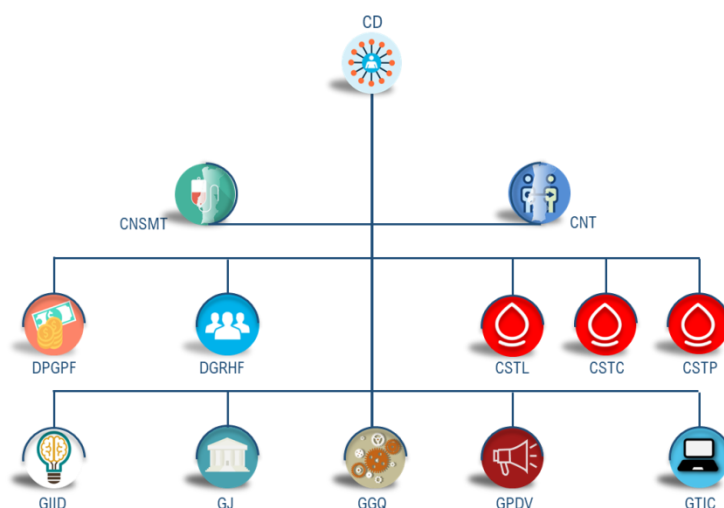 CD
CNSMT
CNT
DPGPF
DGRHF
CSTL
CSTC
CSTP
GIID
GJ
GGQ
GPDV
GTIC